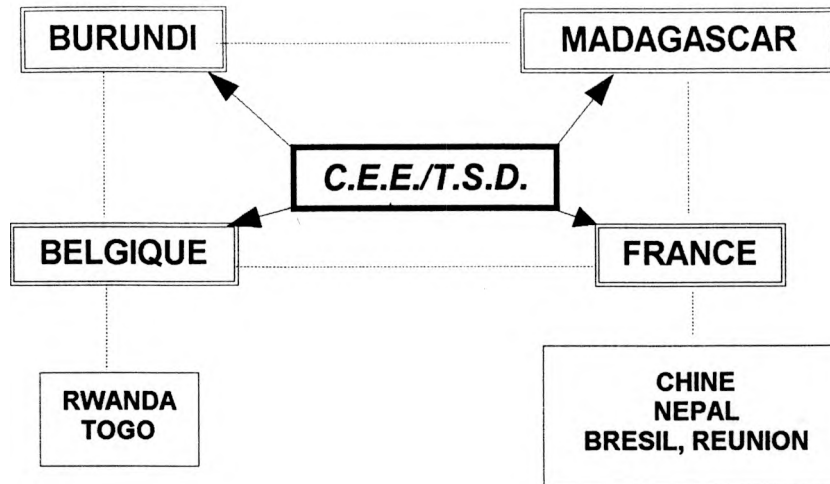 BURUNDI
MADAGASCAR
C.E.E./T.S.D.
BELGIQUE
FRANCE
RWANDA
TOGO
CHINE
NEPAL
BRESIL, REUNION